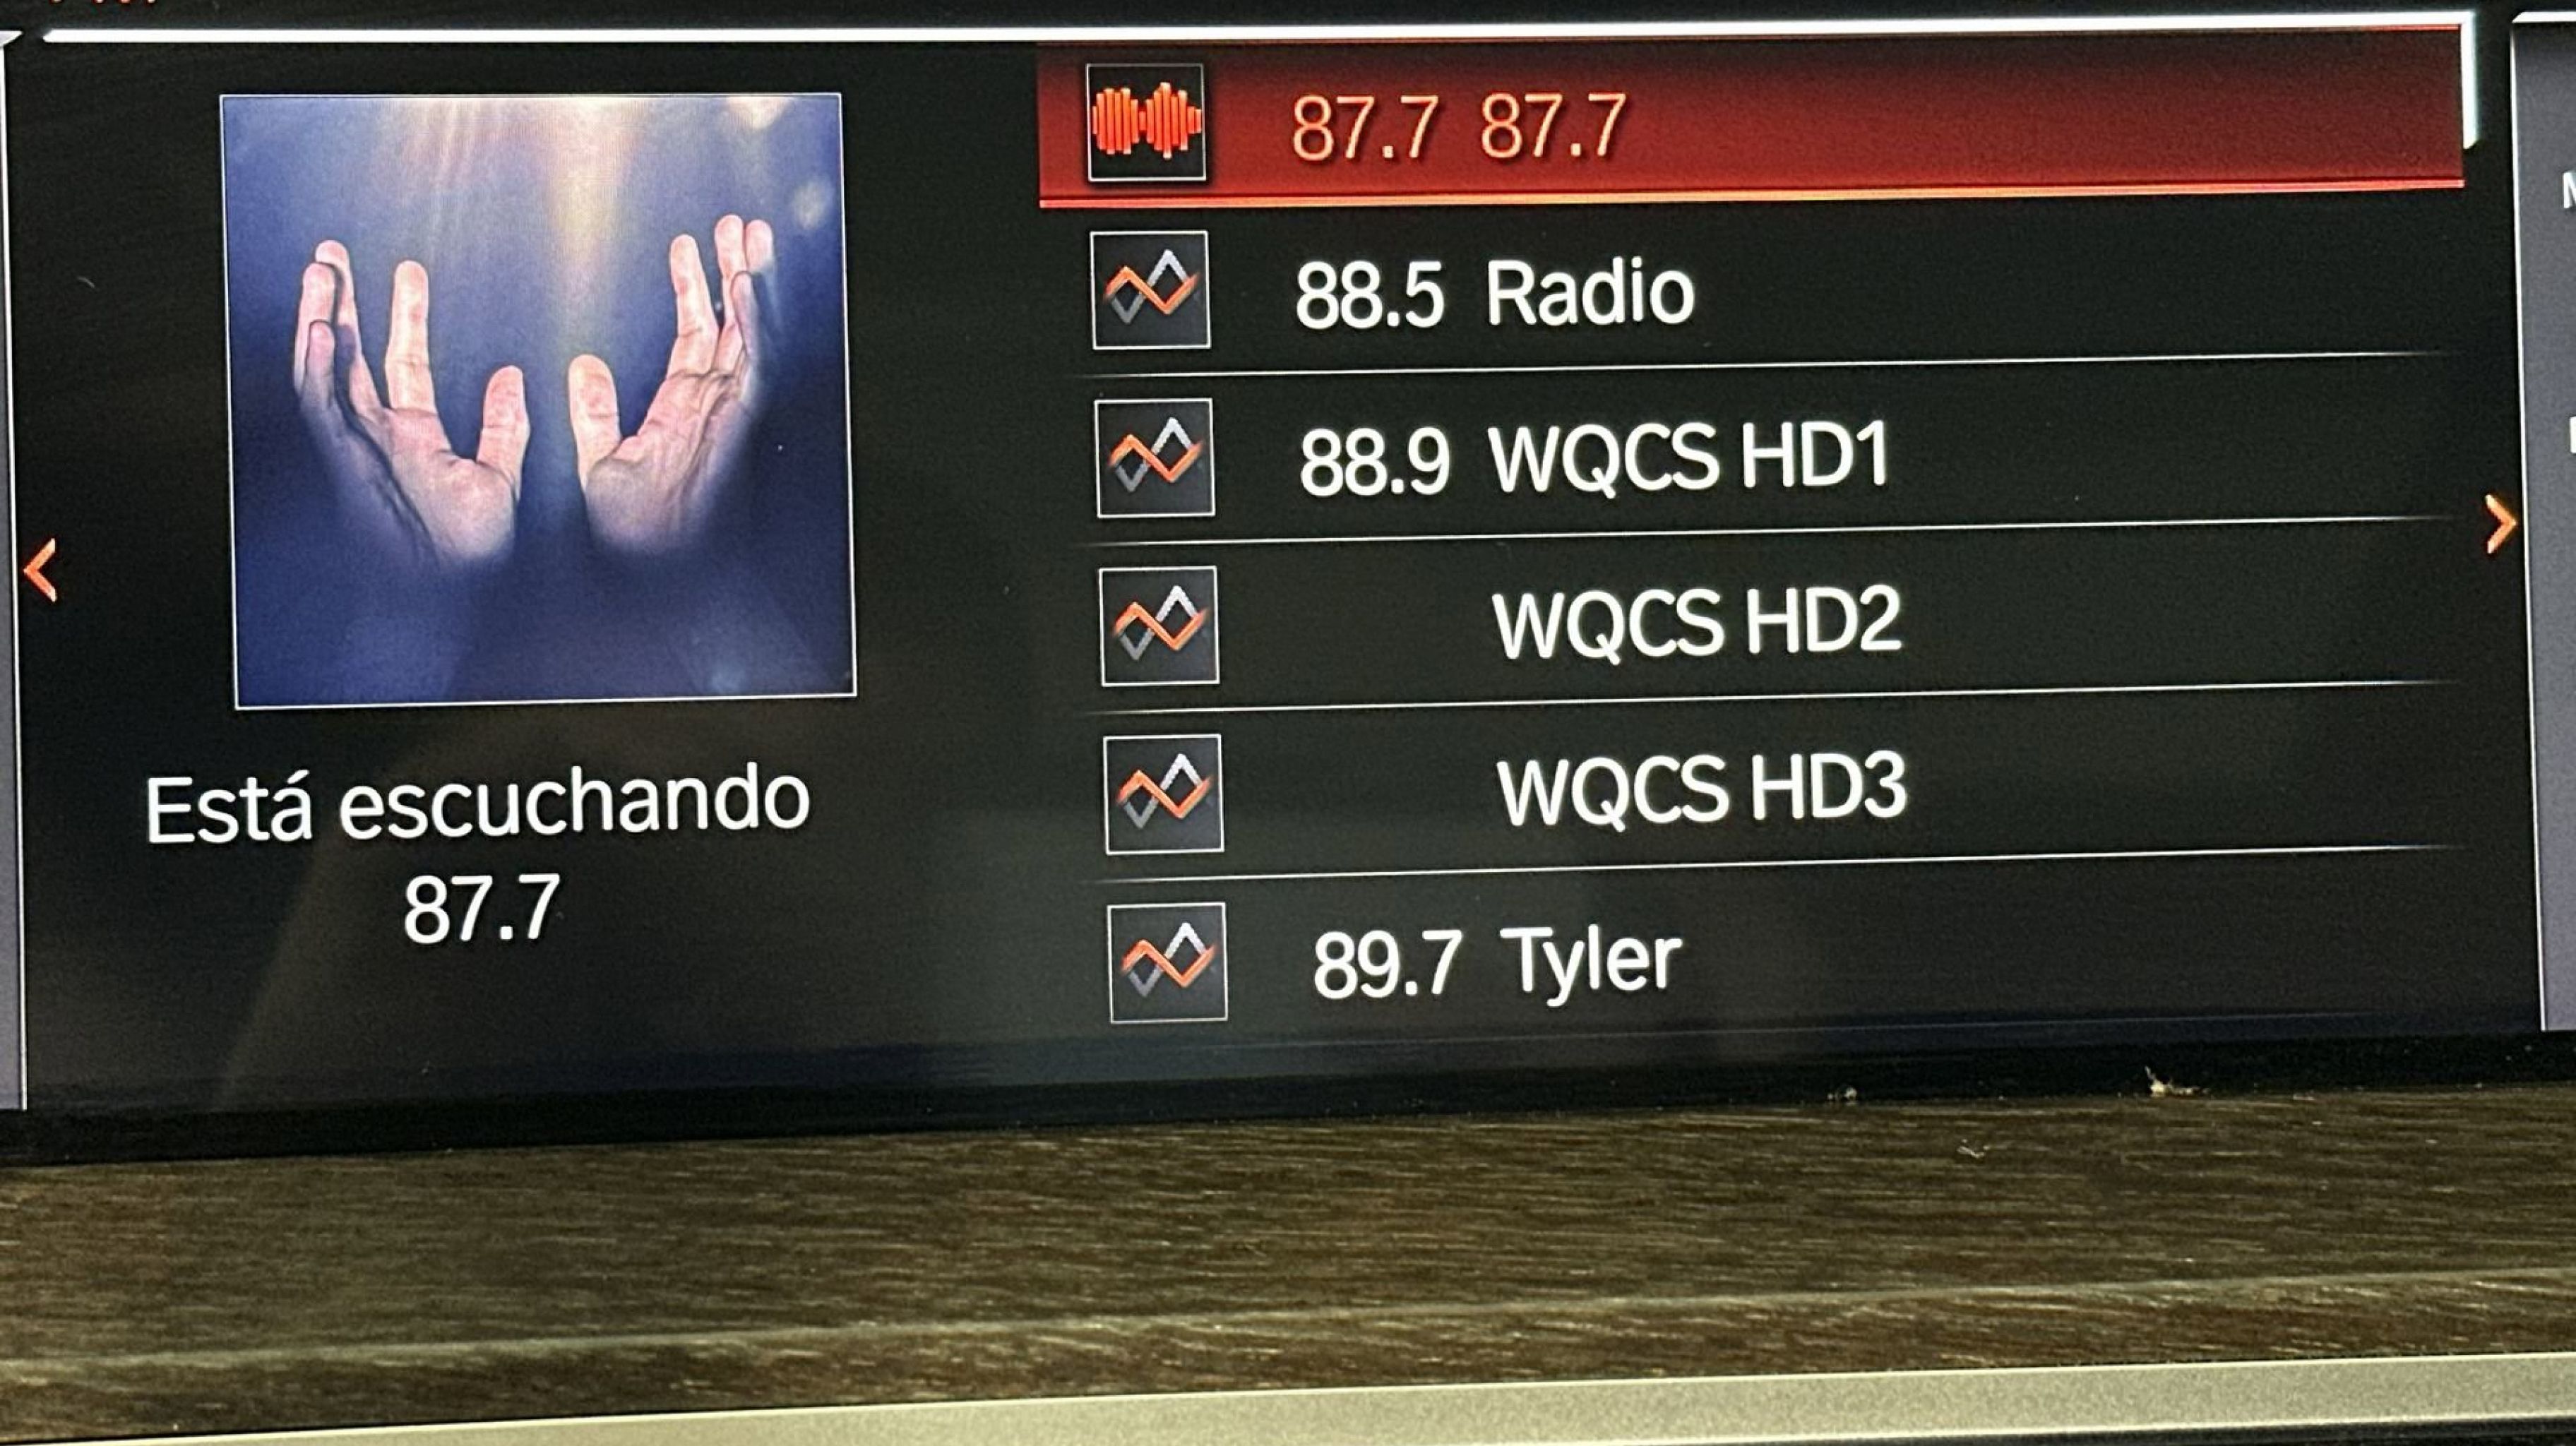 Está escuchando
87.7
87.7 87.7
88.5 Radio
88.9 WQCS HD1
WQCS HD2
WQCS HD3
89.7 Tyler